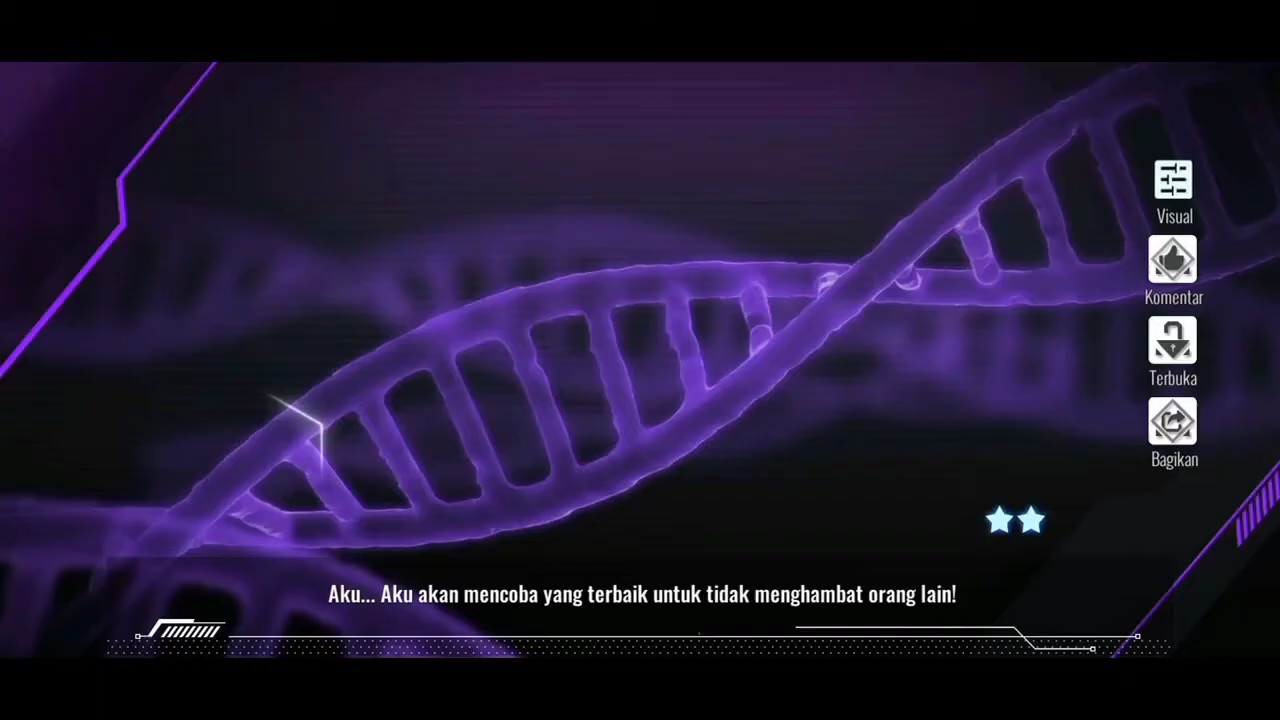 Visual
Komentar
Terbuka
Bagikan
Aku... Aku akan mencoba yang terbaik untuk tidak menghambat orang lain!